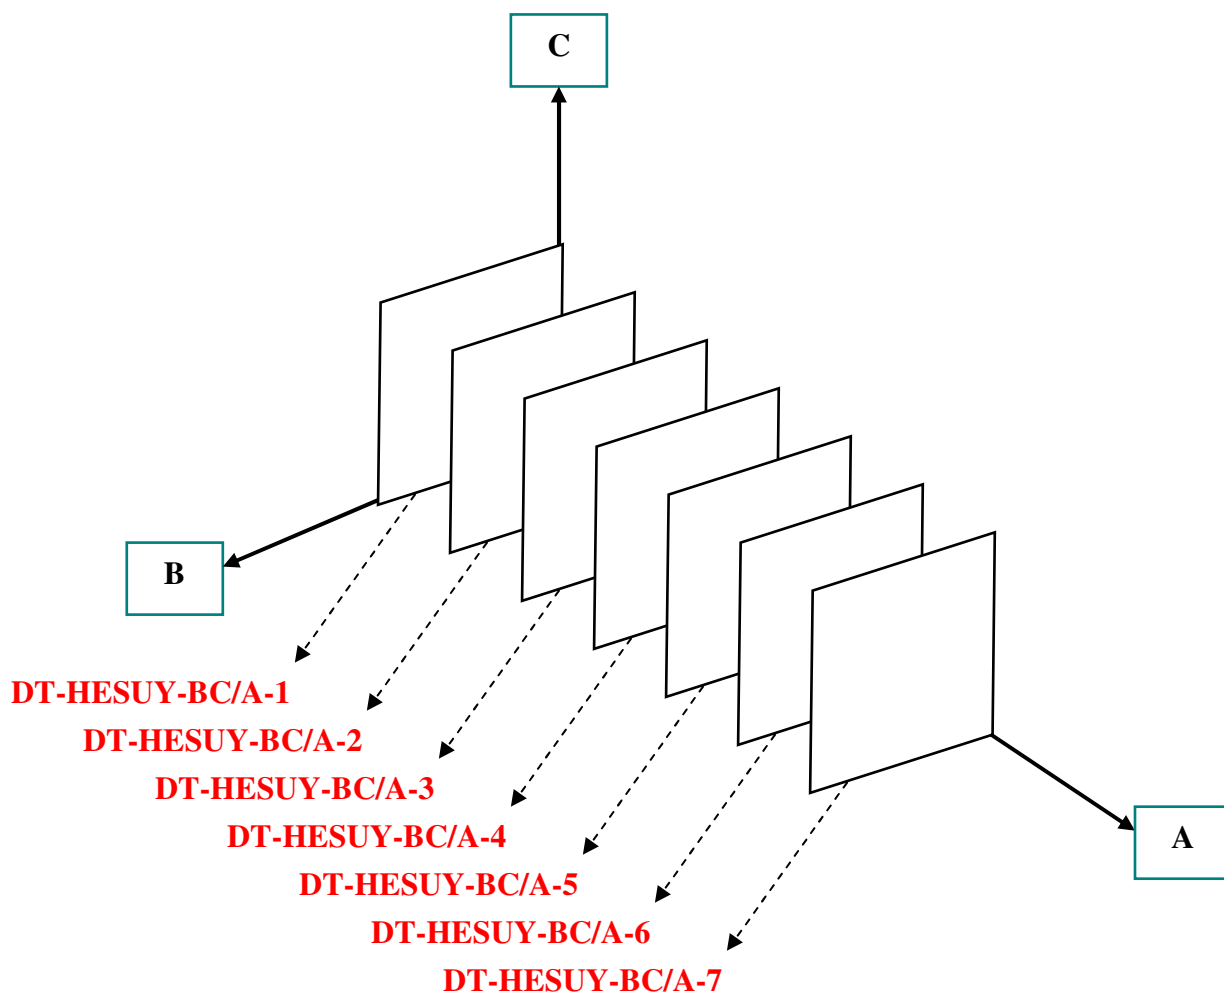 C
B
DT-HESUY-BC/A-1
DT-HESUY-BC/A-2
DT-HESUY-BC/A-3
DT-HESUY-BC/A-4
A
DT-HESUY-BC/A-5
DT-HESUY-BC/A-6
DT-HESUY-BC/A-7